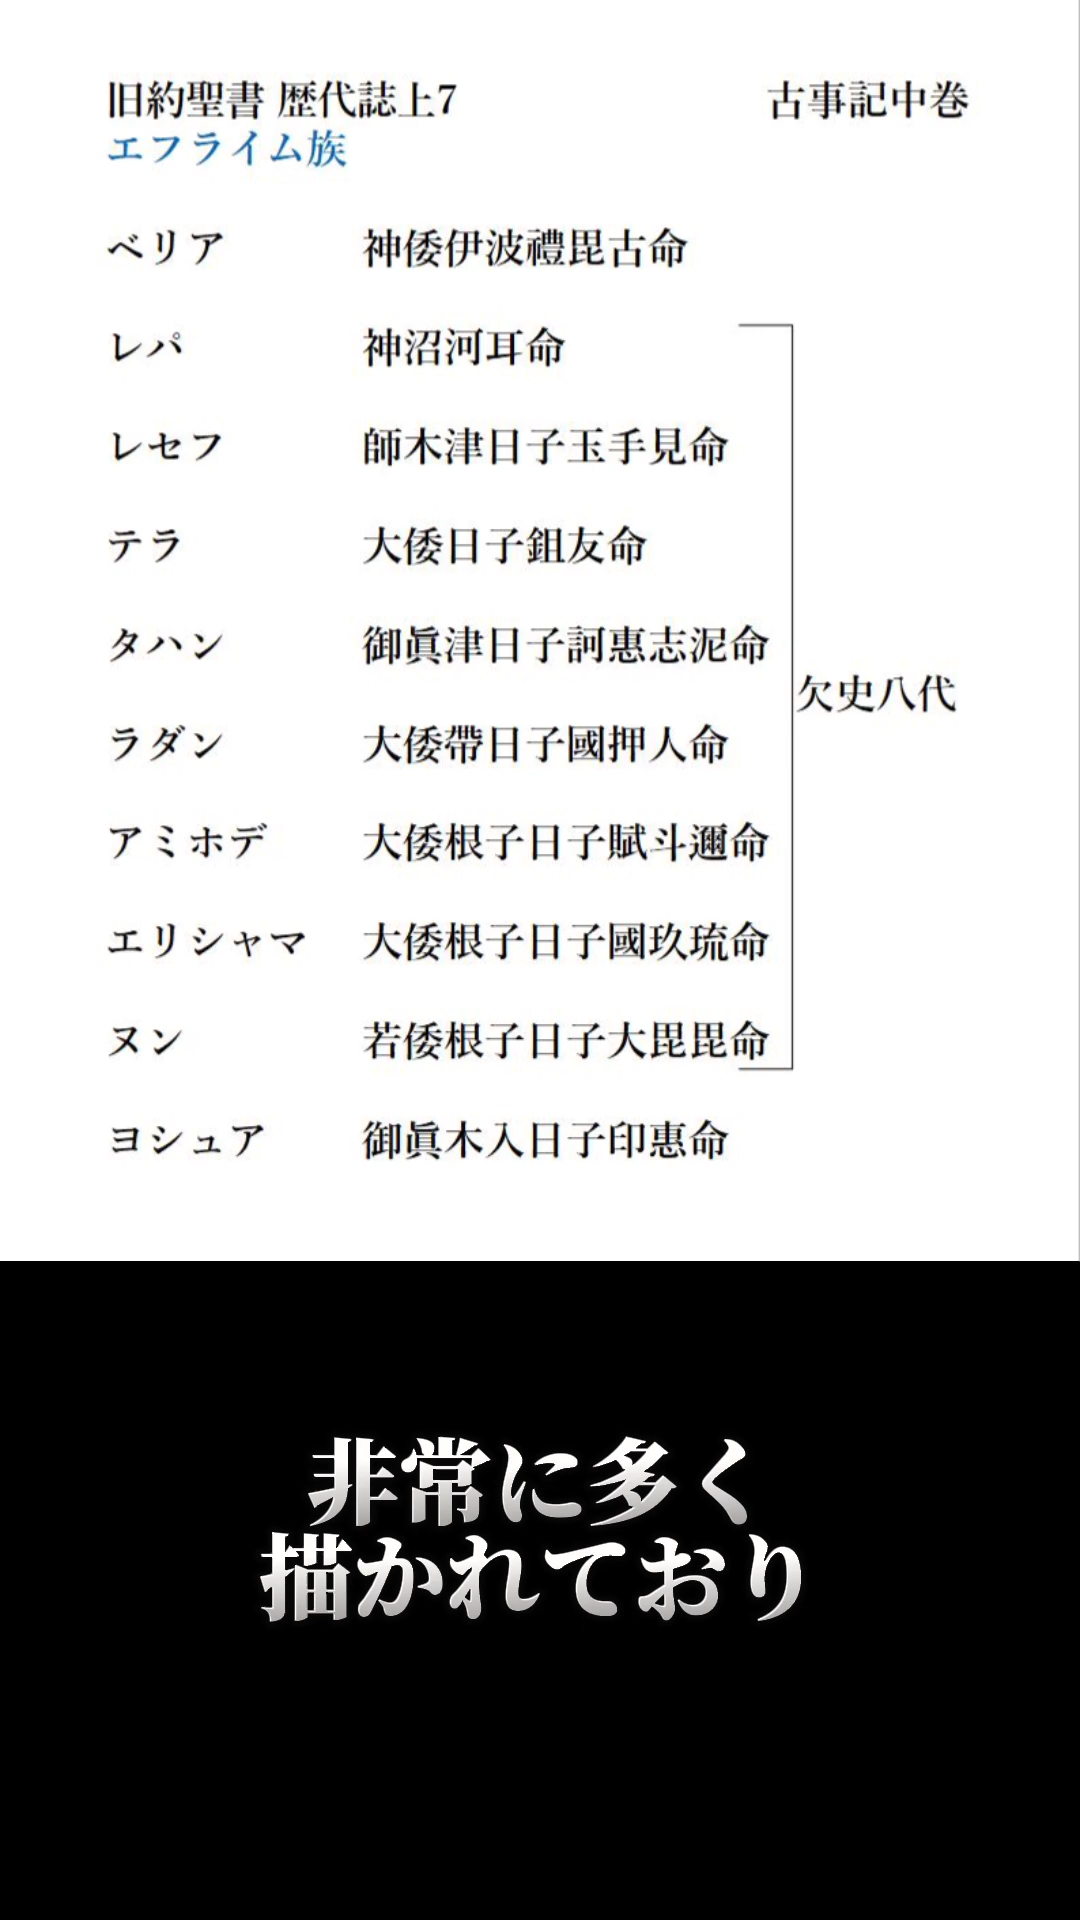 旧約聖書 歴代誌上7 古事記中巻
エフライム族
ベリア 神倭伊波禮毘古命
レパ 神沼河耳命
レセフ 師木津日子玉手見命
テラ 大倭日子鉏友命
タハン 御眞津日子訶惠志泥命
欠史八代
ラダン 大倭帶日子國押人命
アミホデ 大倭根子日子賦斗邇命
エリシャマ 大倭根子日子國玖琉命
ヌン 若倭根子日子大毘毘命
ヨシュア 御眞木入日子印惠命
非常に多く
描かれており